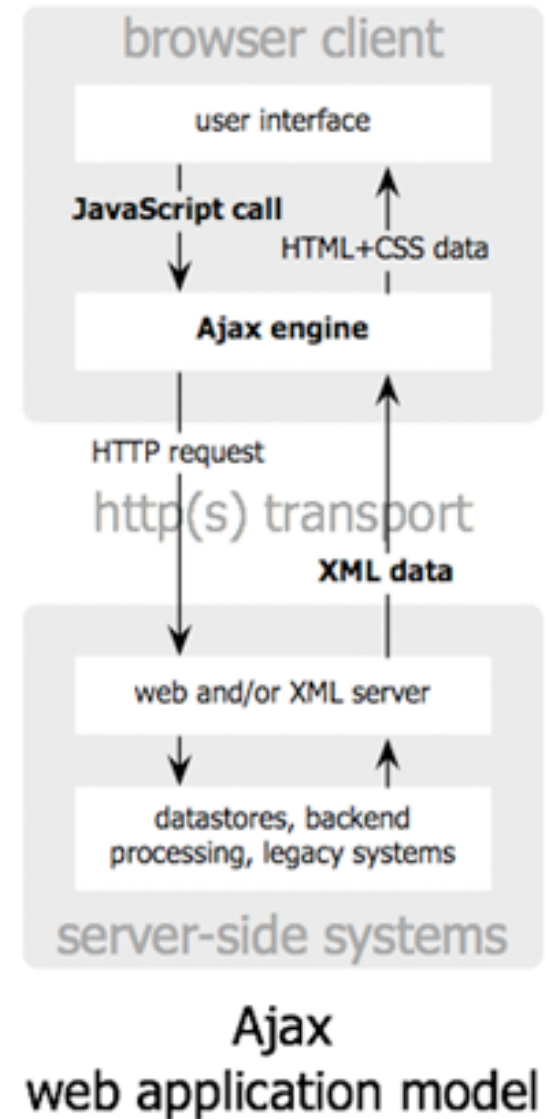 browser client
user interface
JavaScript call
HTML+CSS data
Ajax engine
HTTP request
http(s) transport
XML data
web and/or XML server
datastores, backend
processing, legacy systems
server-side systems
Ajax
web application model